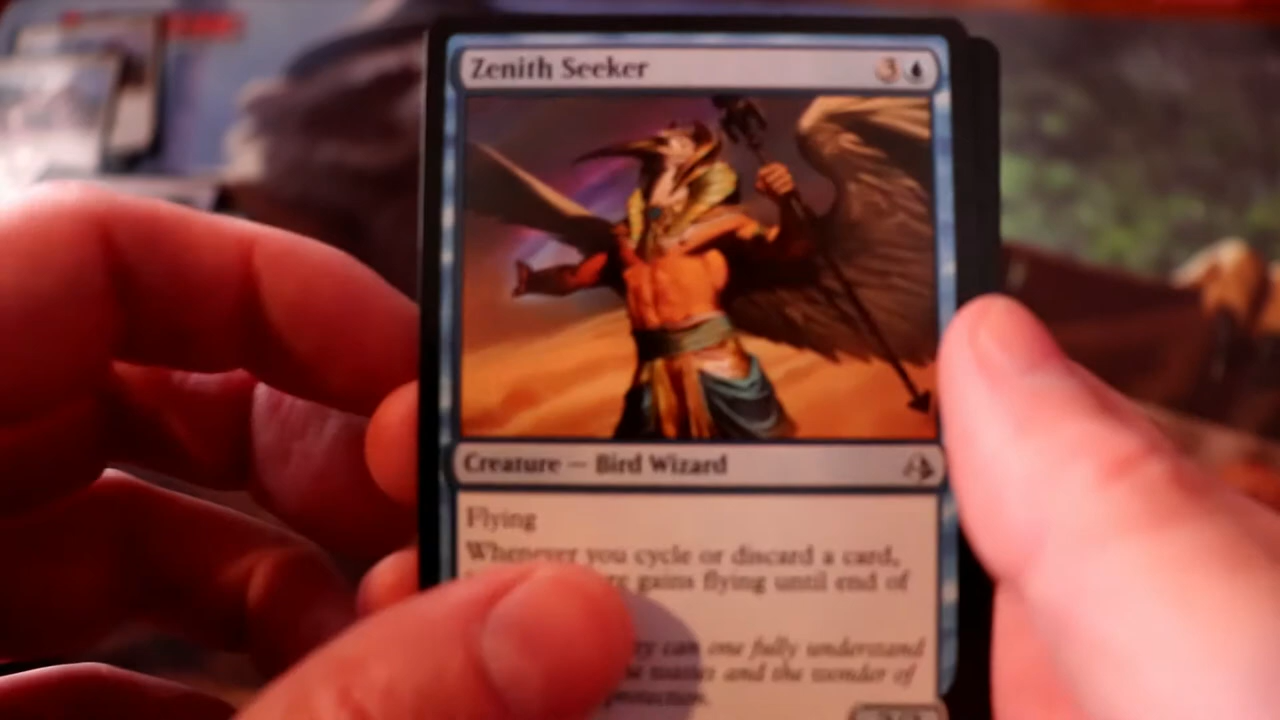 Zenith Seeker 3
Creature — Bird Wizard
Flying
Whenever you cycle or discard a card,
gains flying until end of
can one fully understand
and the wonder of